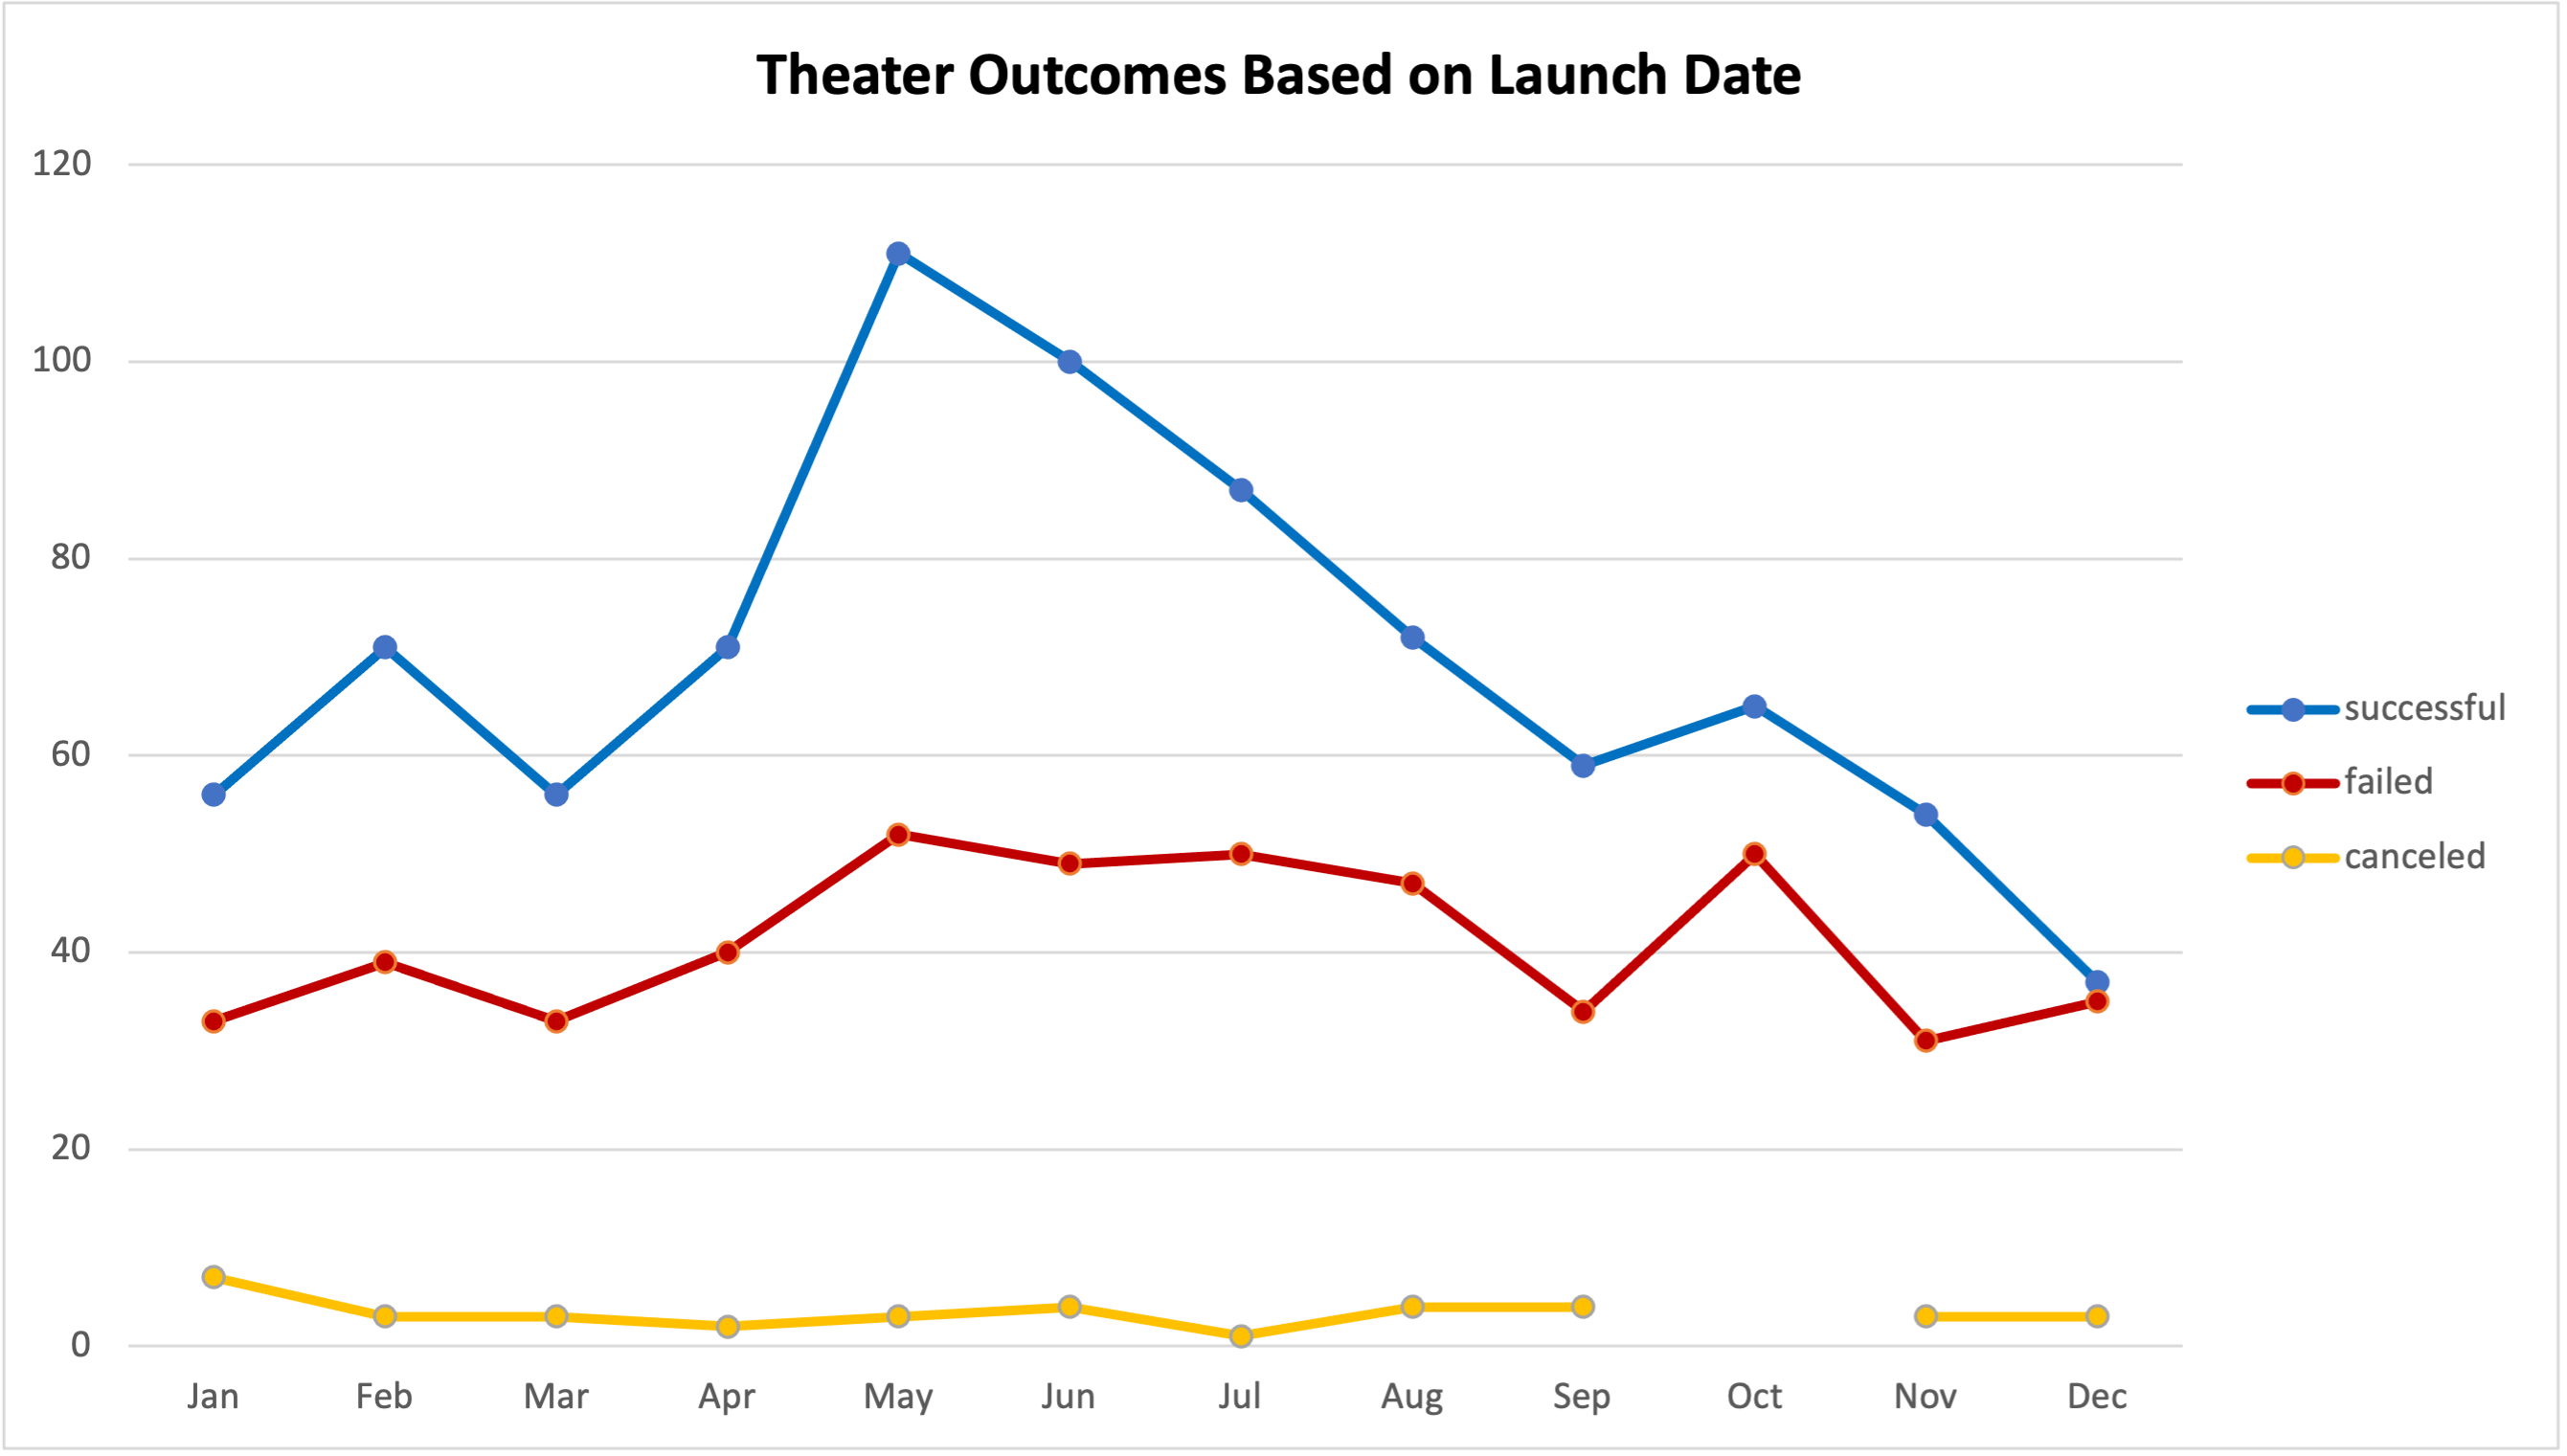 Theater Outcomes Based on Launch Date
120
100
80
60
40
20
0
Jan Feb Mar Apr May Jun Jul Aug Sep Oct Nov Dec
successful
failed
canceled